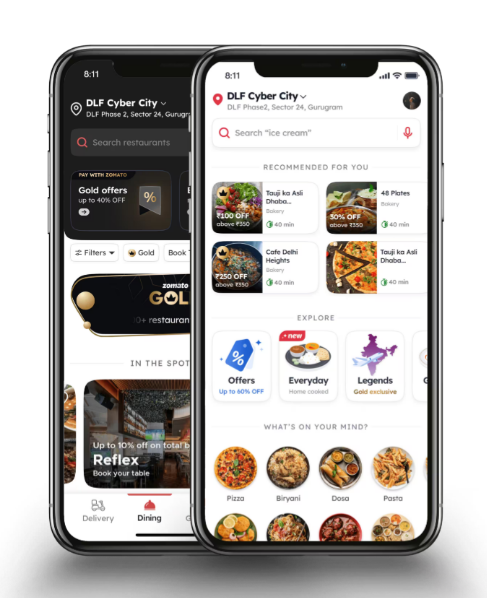 8:11
DLF Cyber City
DLF Phase 2, Sector 24, Gurugr
Search restaurants
PAY WITH ZOMATO
Gold offers
up to 40% OFF
%
Filters
Gold
Book
zomato
GOL
0+ restauran
IN THE SPOT
Up to 10% off on total b
Reflex
Book your table
Delivery
Dining
8:11
DLF Cyber City
DLF Phase2, Sector 24, Gurugram
Search “ice cream”
RECOMMENDED FOR YOU
₹100 OFF
above ₹350
Tauji ka Asli
Dhaba...
Bakery
40 min
50% OFF
above ₹350
48 Plates
Bakery
40 min
₹250 OFF
above ₹350
Cafe Delhi
Heights
Bakery
40 min
Tauji ka Asli
Dhaba...
40 min
EXPLORE
%
Offers
Up to 60% OFF
new
Everyday
Home cooked
Legends
Gold exclusive
G
WHAT'S ON YOUR MIND?
Pizza
Biryani
Dosa
Pasta